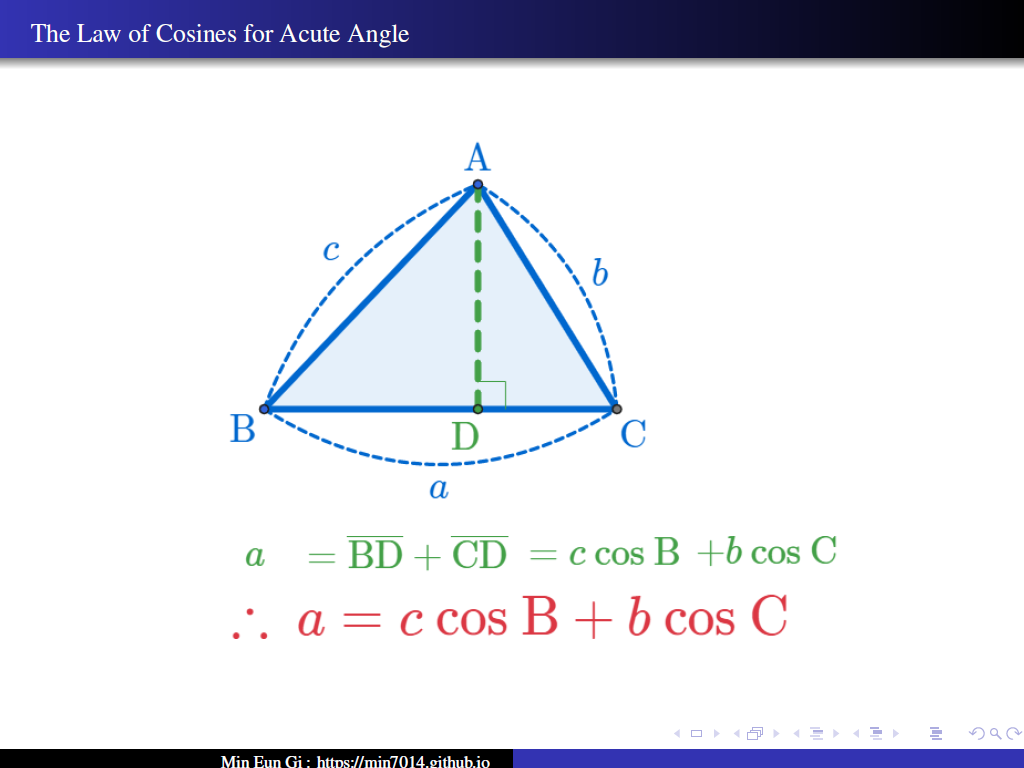 The Law of Cosines for Acute Angle
A
c
b
B
D
C
a
a = \overline{BD} + \overline{CD} = c cos B + b cos C
∴ a = c cos B + b cos C
Min Eun Gi : https://min7014.github.io